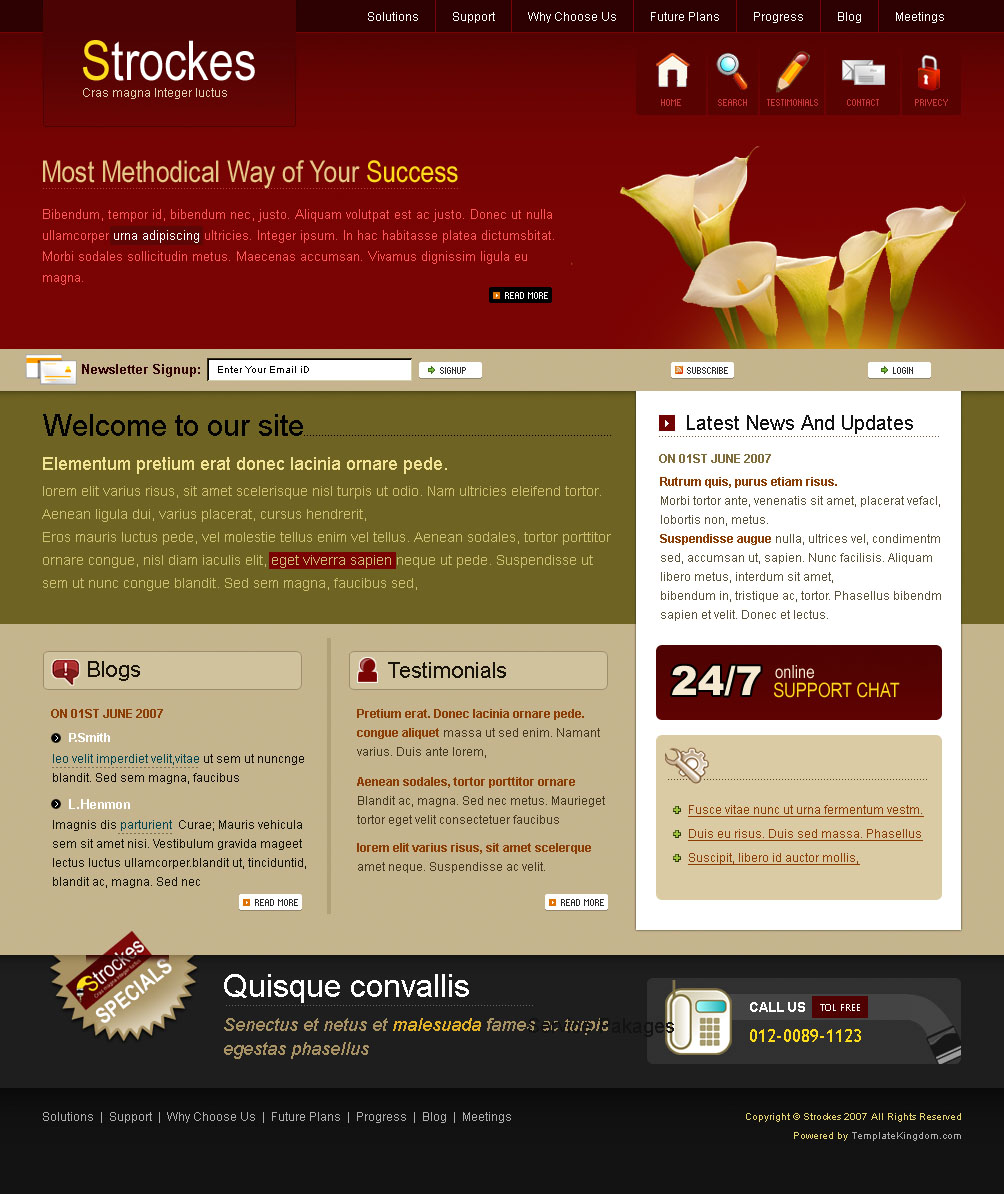 Solutions Support Why Choose Us Future Plans Progress Blog Meetings
Strockes
Cras magna Integer luctus
HOME SEARCH TESTIMONIALS CONTACT PRIVECY
Most Methodical Way of Your Success
Bibendum, tempor id, bibendum nec, justo. Aliquam volutpat est ac justo. Donec ut nulla
ullamcorper urna adipiscing ultricies. Integer ipsum. In hac habitasse platea dictumsbitat.
Morbi sodales sollicitudin metus. Maecenas accumsan. Vivamus dignissim ligula eu
magna.
READ MORE
Newsletter Signup: Enter Your Email iD SIGNUP SUBSCRIBE LOGIN
Welcome to our site
Elementum pretium erat donec lacinia ornare pede.
lorem elit varius risus, sit amet scelerisque nisl turpis ut odio. Nam ultricies eleifend tortor.
Aenean ligula dui, varius placerat, cursus hendrerit,
Eros mauris luctus pede, vel molestie tellus enim vel tellus. Aenean sodales, tortor porttitor
ornare congue, nisl diam iaculis elit, eget viverra sapien neque ut pede. Suspendisse ut
sem ut nunc congue blandit. Sed sem magna, faucibus sed,
Latest News And Updates
ON 01ST JUNE 2007
Rutrum quis, purus etiam risus.
Morbi tortor ante, venenatis sit amet, placerat vefacl,
lobortis non, metus.
Suspendisse augue nulla, ultrices vel, condimentm
sed, accumsan ut, sapien. Nunc facilisis. Aliquam
libero metus, interdum sit amet,
bibendum in, tristique ac, tortor. Phasellus bibendm
sapien et velit. Donec et lectus.
24/7 online
SUPPORT CHAT
Fusce vitae nunc ut urna fermentum vestm.
Duis eu risus. Duis sed massa. Phasellus
Suscipit, libero id auctor mollis,
Blogs
ON 01ST JUNE 2007
P.Smith
leo velit imperdiet velit,vitae ut sem ut nuncnge
blandit. Sed sem magna, faucibus
L.Henmon
Imagnis dis parturient Curae; Mauris vehicula
sem sit amet nisi. Vestibulum gravida mageet
lectus luctus ullamcorper.blandit ut, tinciduntid,
blandit ac, magna. Sed nec
READ MORE
Testimonials
Pretium erat. Donec lacinia ornare pede.
congue aliquet massa ut sed enim. Namant
varius. Duis ante lorem,
Aenean sodales, tortor porttitor ornare
Blandit ac, magna. Sed nec metus. Maurieget
tortor eget velit consectetuer faucibus
lorem elit varius risus, sit amet scelerque
amet neque. Suspendisse ac velit.
READ MORE
Strockes
Cras magna Integer luctus
SPECIALS
Quisque convallis
Senectus et netus et malesuada fames ac turpis
egestas phasellus
CALL US TOL FREE
012-0089-1123
Solutions | Support | Why Choose Us | Future Plans | Progress | Blog | Meetings
Copyright © Strockes 2007 All Rights Reserved
Powered by TemplateKingdom.com